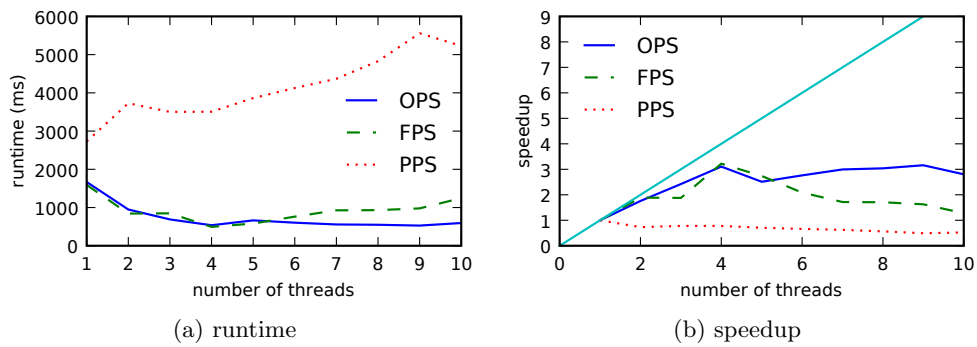 6000
5000
4000
3000
2000
1000
0
runtime (ms)
OPS
FPS
PPS
1 2 3 4 5 6 7 8 9 10
number of threads
(a) runtime
9
8
7
6
5
4
3
2
1
0
speedup
OPS
FPS
PPS
0 2 4 6 8 10
number of threads
(b) speedup